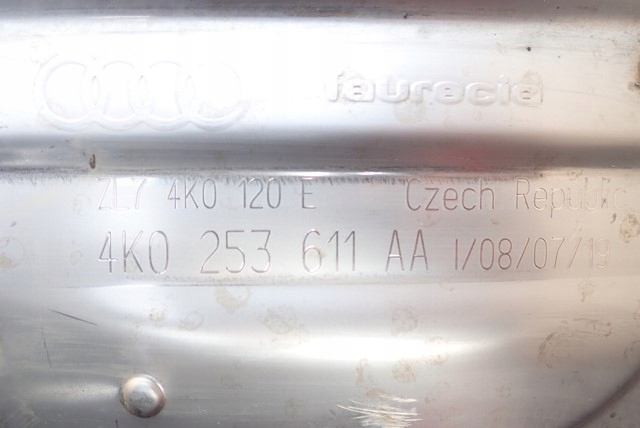 faurecia
ZL7 4K0 120 E Czech Republic
4K0 253 611 AA 1/08/07/19